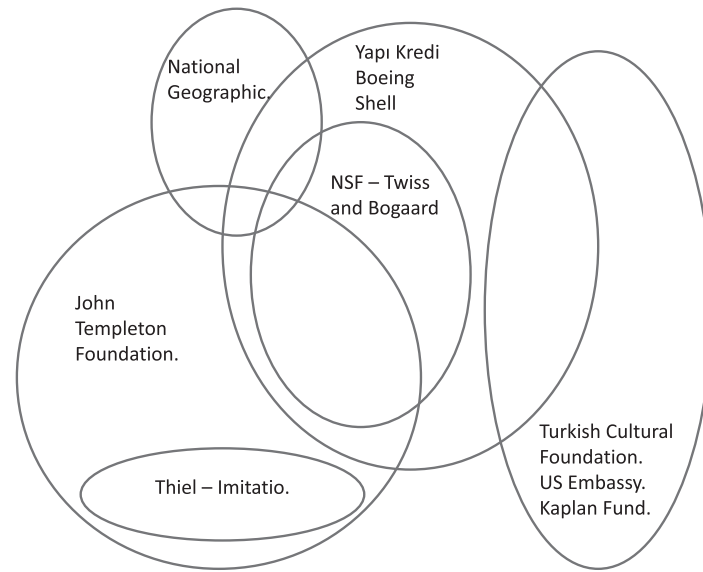 National
Geographic.
Yapı Kredi
Boeing
Shell
NSF – Twiss
and Bogaard
John
Templeton
Foundation.
Thiel – Imitatio.
Turkish Cultural
Foundation.
US Embassy.
Kaplan Fund.